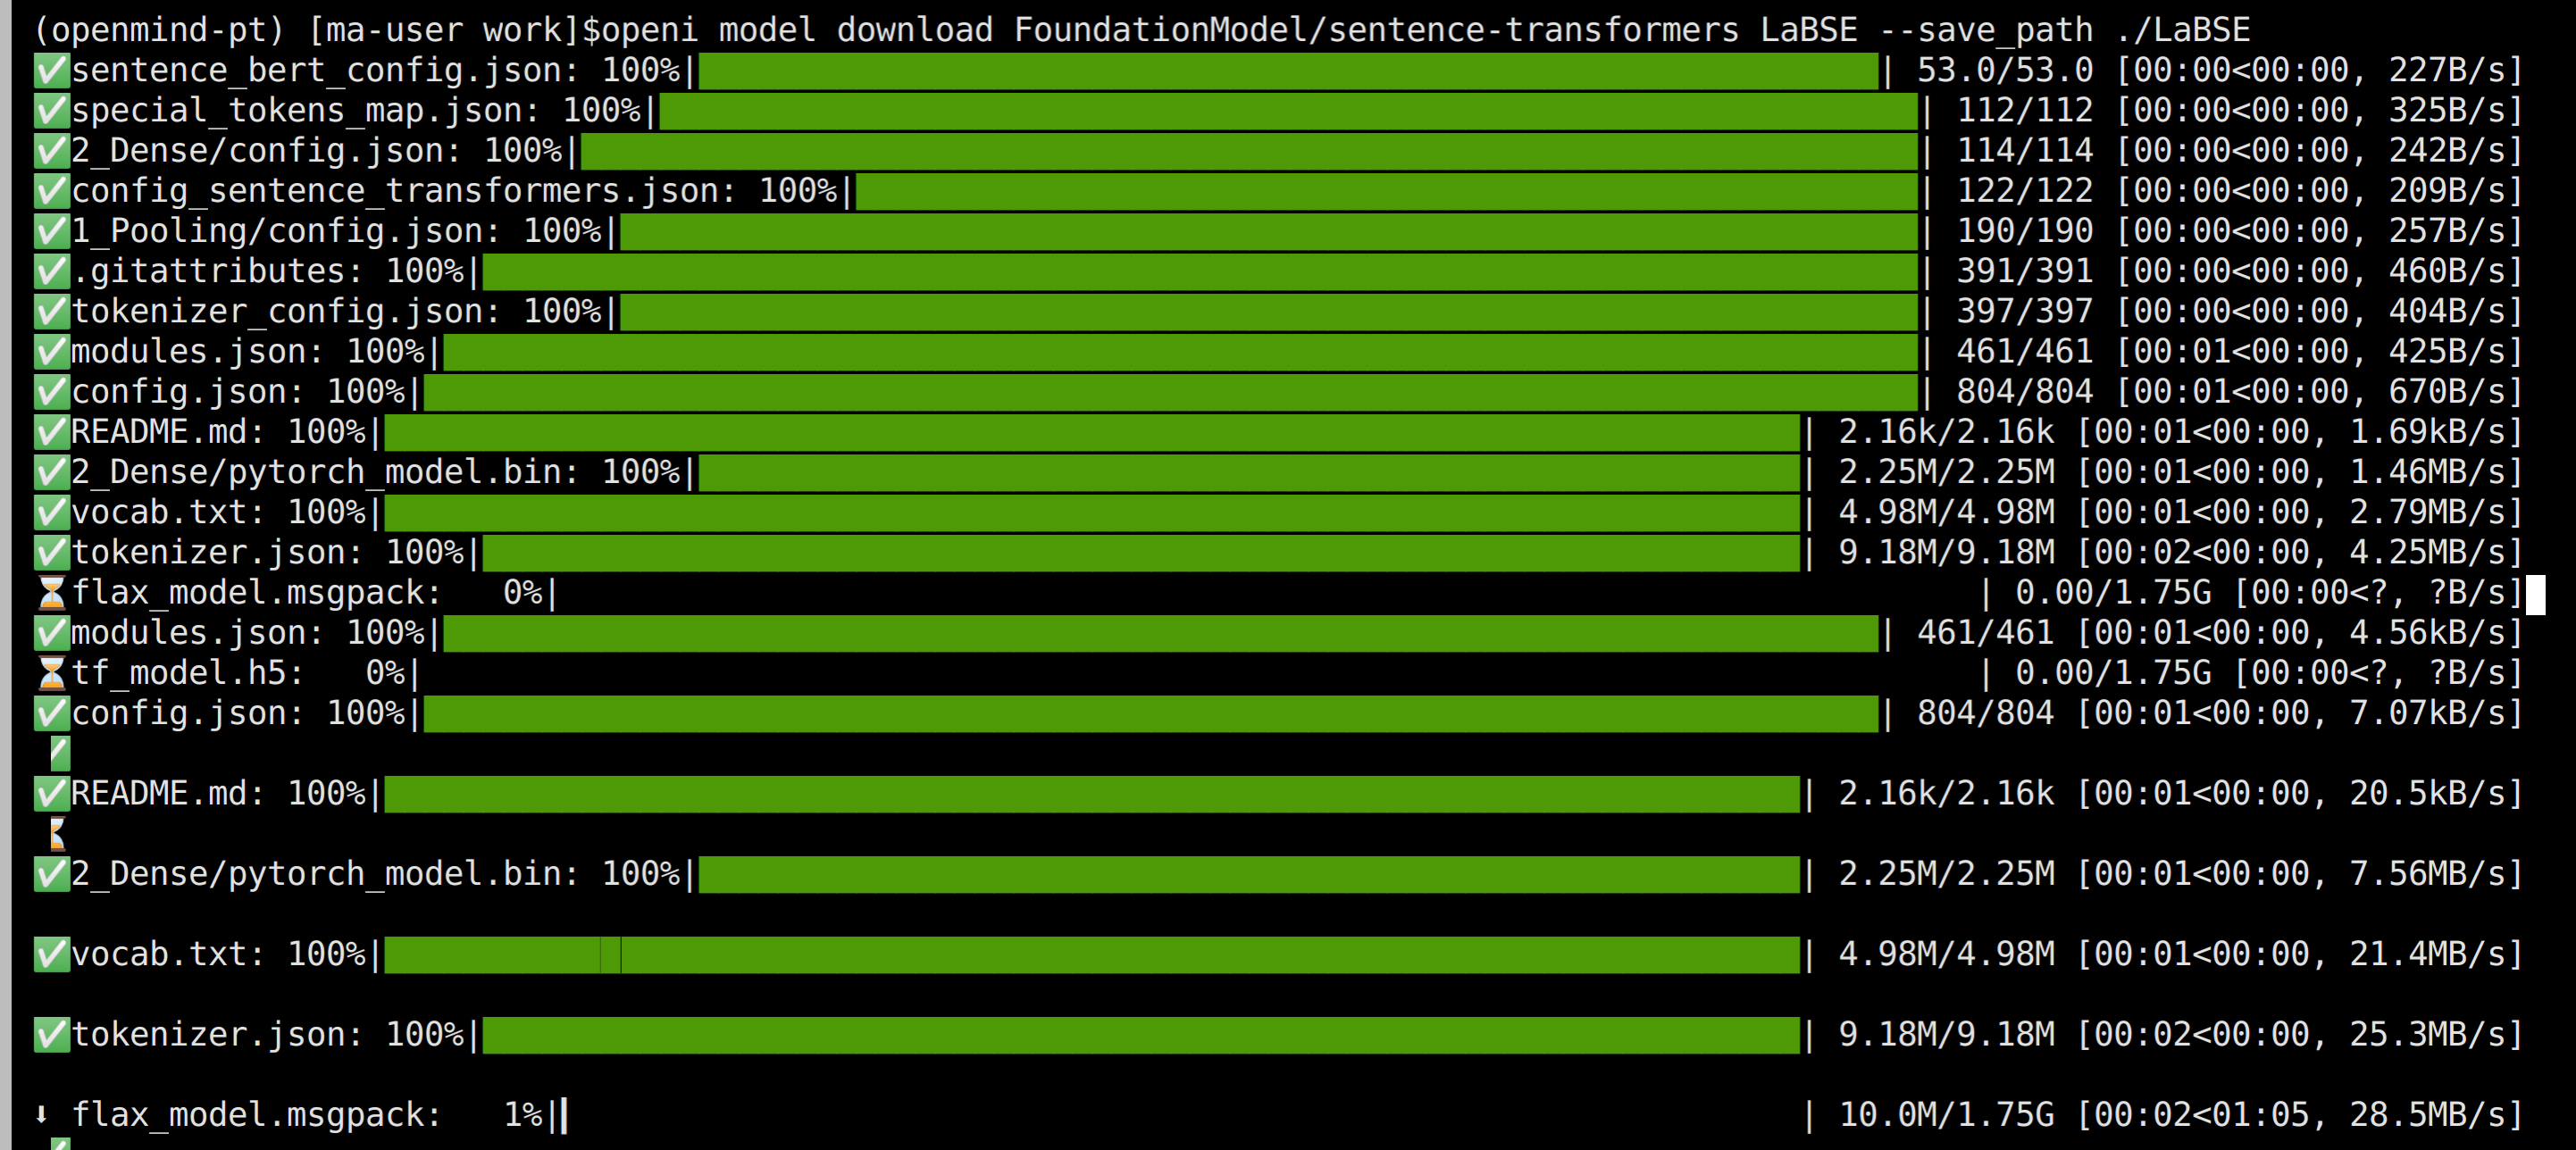 (openmind-pt) [ma-user work]$openi model download FoundationModel/sentence-transformers LaBSE --save_path ./LaBSE
✅sentence_bert_config.json: 100%|██████████| 53.0/53.0 [00:00<00:00, 227B/s]
✅special_tokens_map.json: 100%|██████████| 112/112 [00:00<00:00, 325B/s]
✅2_Dense/config.json: 100%|██████████| 114/114 [00:00<00:00, 242B/s]
✅config_sentence_transformers.json: 100%|██████████| 122/122 [00:00<00:00, 209B/s]
✅1_Pooling/config.json: 100%|██████████| 190/190 [00:00<00:00, 257B/s]
✅.gitattributes: 100%|██████████| 391/391 [00:00<00:00, 460B/s]
✅tokenizer_config.json: 100%|██████████| 397/397 [00:00<00:00, 404B/s]
✅modules.json: 100%|██████████| 461/461 [00:01<00:00, 425B/s]
✅config.json: 100%|██████████| 804/804 [00:01<00:00, 670B/s]
✅README.md: 100%|██████████| 2.16k/2.16k [00:01<00:00, 1.69kB/s]
✅2_Dense/pytorch_model.bin: 100%|██████████| 2.25M/2.25M [00:01<00:00, 1.46MB/s]
✅vocab.txt: 100%|██████████| 4.98M/4.98M [00:01<00:00, 2.79MB/s]
✅tokenizer.json: 100%|██████████| 9.18M/9.18M [00:02<00:00, 4.25MB/s]
⌛flax_model.msgpack:   0%|          | 0.00/1.75G [00:00<?, ?B/s]
✅modules.json: 100%|██████████| 461/461 [00:01<00:00, 4.56kB/s]
⌛tf_model.h5:   0%|          | 0.00/1.75G [00:00<?, ?B/s]
✅config.json: 100%|██████████| 804/804 [00:01<00:00, 7.07kB/s]
✅README.md: 100%|██████████| 2.16k/2.16k [00:01<00:00, 20.5kB/s]
✅2_Dense/pytorch_model.bin: 100%|██████████| 2.25M/2.25M [00:01<00:00, 7.56MB/s]
✅vocab.txt: 100%|██████████| 4.98M/4.98M [00:01<00:00, 21.4MB/s]
✅tokenizer.json: 100%|██████████| 9.18M/9.18M [00:02<00:00, 25.3MB/s]
⬇ flax_model.msgpack:   1%|▎         | 10.0M/1.75G [00:02<01:05, 28.5MB/s]